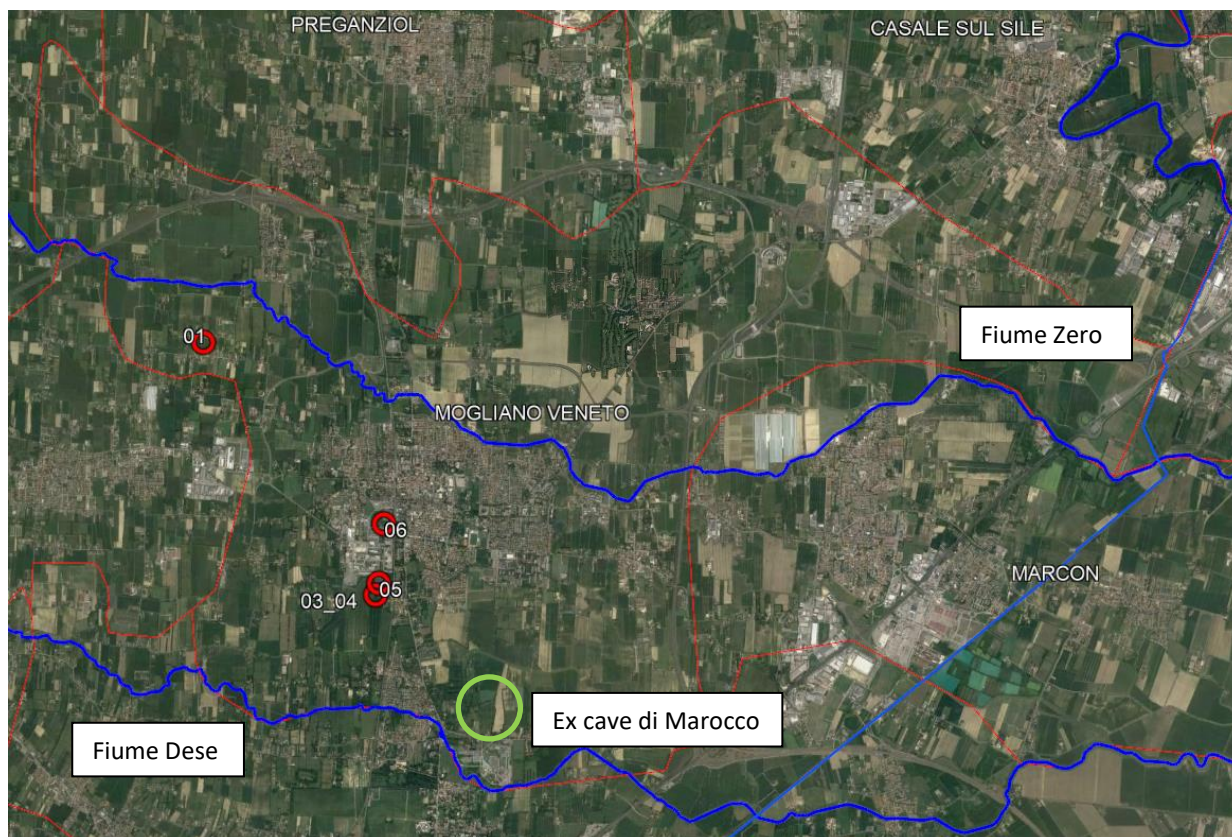 PREGANZIOL
CASALE SUL SILE
01
Fiume Zero
MOGLIANO VENETO
06
MARCON
05
03_04
Ex cave di Marocco
Fiume Dese